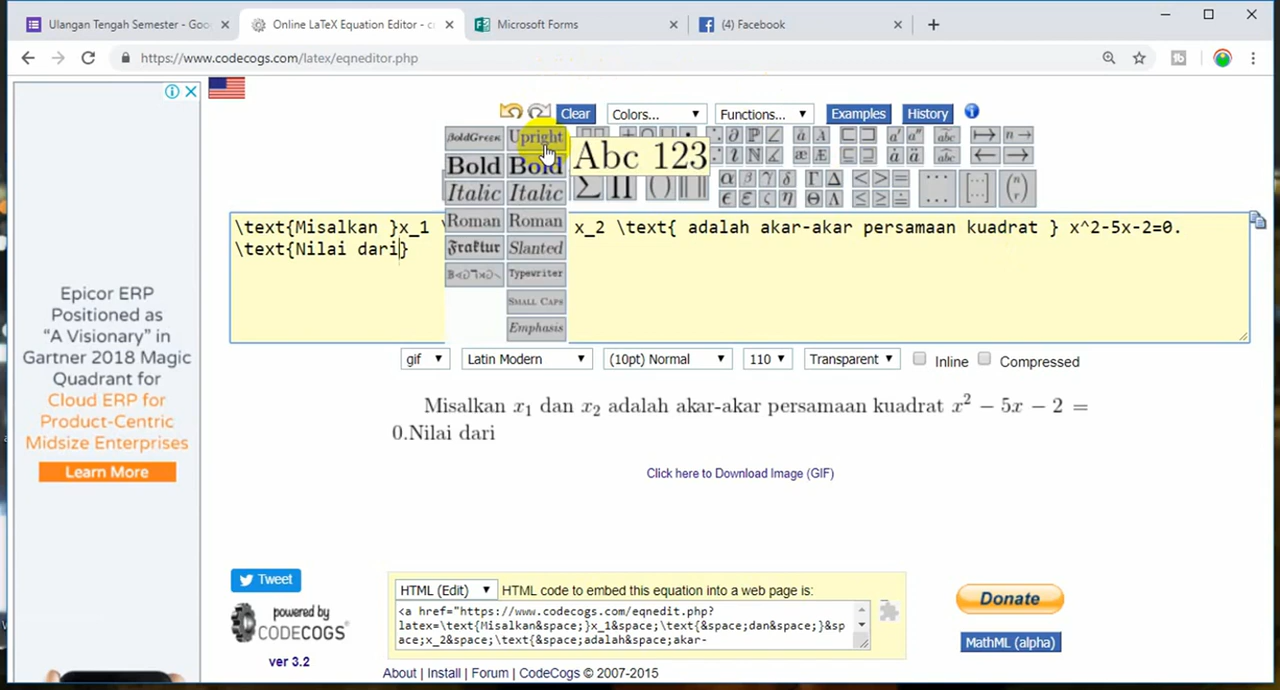 Ulangan Tengah Semester - Goo
Online LaTeX Equation Editor - c
Microsoft Forms
(4) Facebook
https://www.codecogs.com/latex/eqneditor.php
Clear
Colors...
Functions...
Examples
History
BoldGreek
Upright
Abc 123
Bold
Bold
Italic
Italic
Roman
Roman
Fraktur
Slanted
Typewriter
Small Caps
Emphasis
\text{Misalkan }x_1 \ x_2 \text{ adalah akar-akar persamaan kuadrat } x^2-5x-2=0.
\text{Nilai dari}
gif
Latin Modern
(10pt) Normal
110
Transparent
Inline
Compressed
Misalkan x₁ dan x₂ adalah akar-akar persamaan kuadrat x² − 5x − 2 =
0.Nilai dari
Click here to Download Image (GIF)
Epicor ERP
Positioned as
“A Visionary” in
Gartner 2018 Magic
Quadrant for
Cloud ERP for
Product-Centric
Midsize Enterprises
Learn More
Tweet
powered by
CODECOGS
ver 3.2
HTML (Edit)
HTML code to embed this equation into a web page is:
<a href="https://www.codecogs.com/eqnedit.php?
latex=\text{Misalkan&space;}x_1&space;\text{&space;dan&space;}&sp
ace;x_2&space;\text{&space;adalah&space;akar-
Donate
MathML (alpha)
About | Install | Forum | CodeCogs © 2007-2015